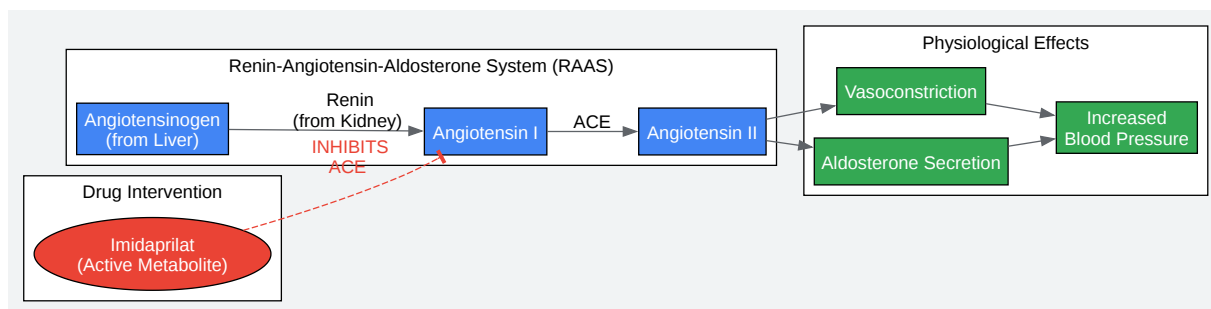 Physiological Effects
Renin-Angiotensin-Aldosterone System (RAAS)
Angiotensinogen
(from Liver)
Renin
(from Kidney)
INHIBITS
ACE
Angiotensin I
ACE
Angiotensin II
Vasoconstriction
Aldosterone Secretion
Increased
Blood Pressure
Drug Intervention
Imidaprilat
(Active Metabolite)